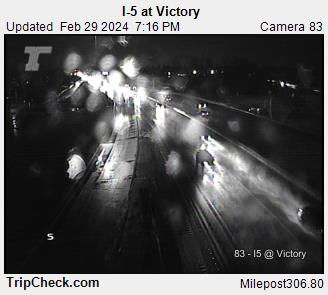 I-5 at Victory
Updated Feb 29 2024 7:16 PM Camera 83
T
S
83 - I5 @ Victory
TripCheck.com Milepost306.80